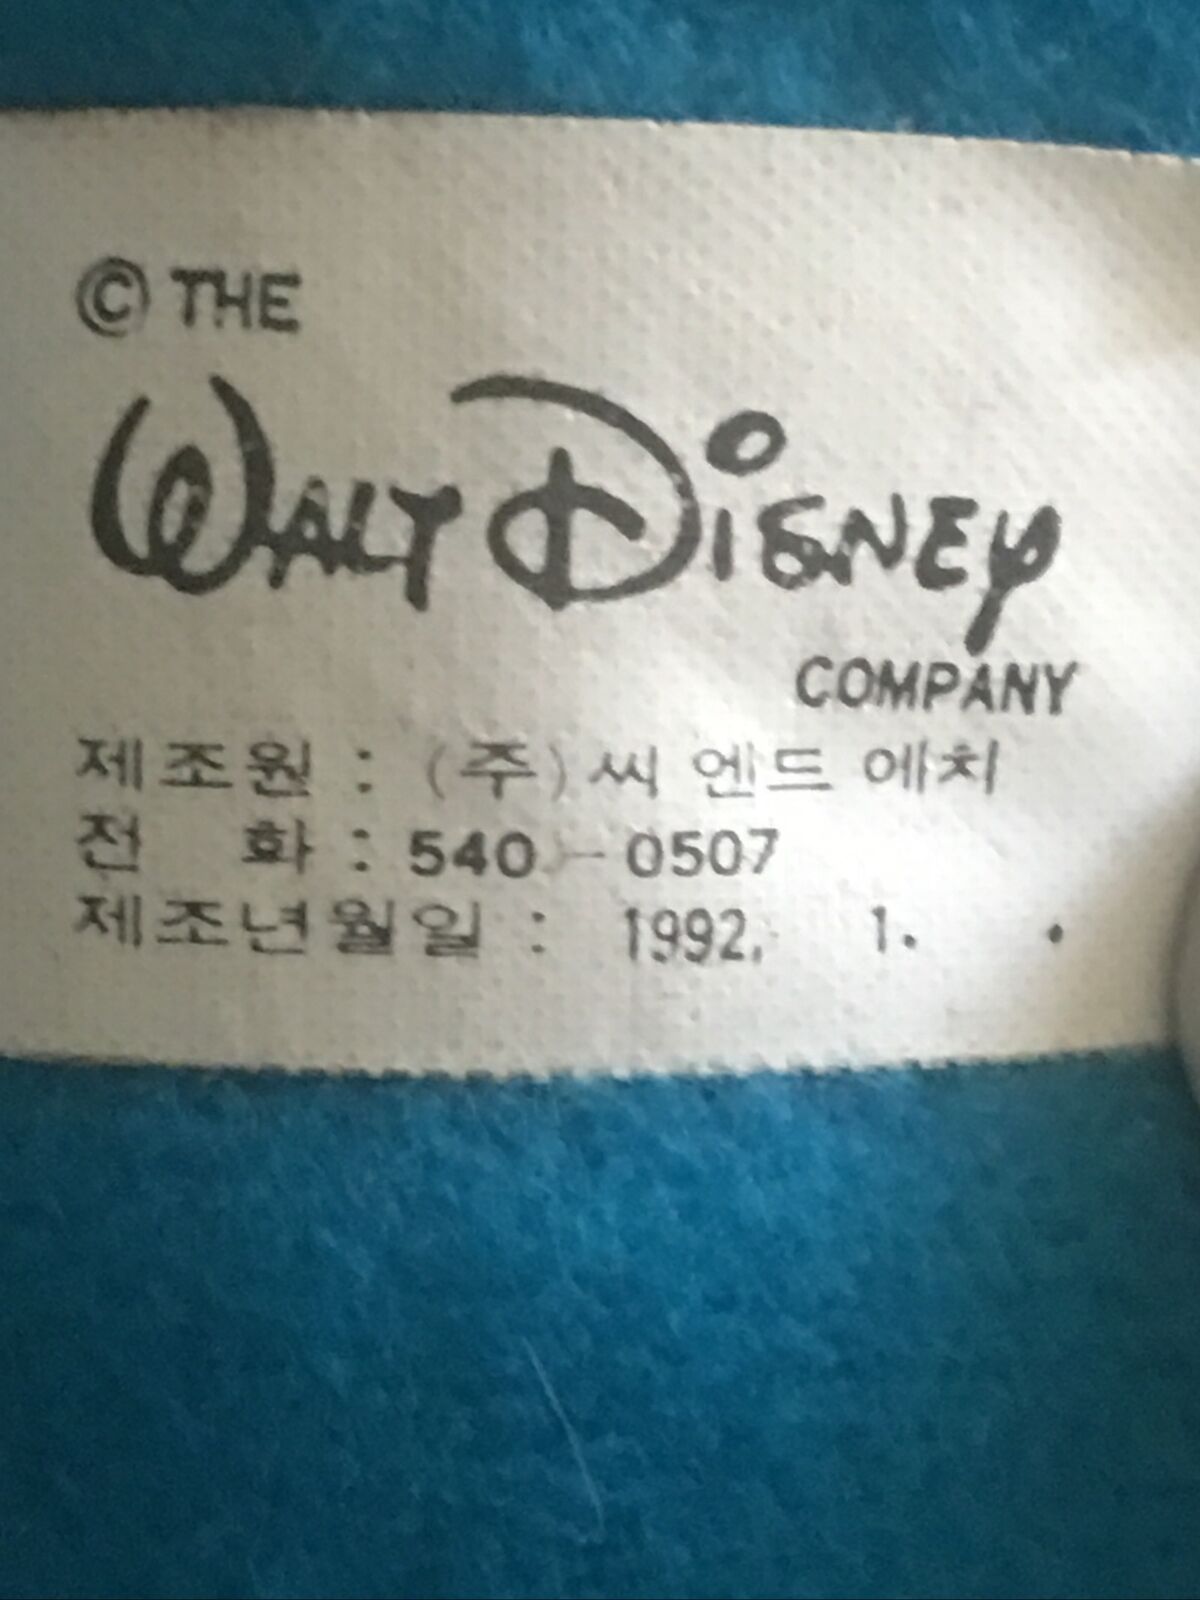 © THE
WALT DISNEY
COMPANY
제조원 : (주) 씨 엔드 에치
전 화 : 540 - 0507
제조년월일 : 1992. 1. .